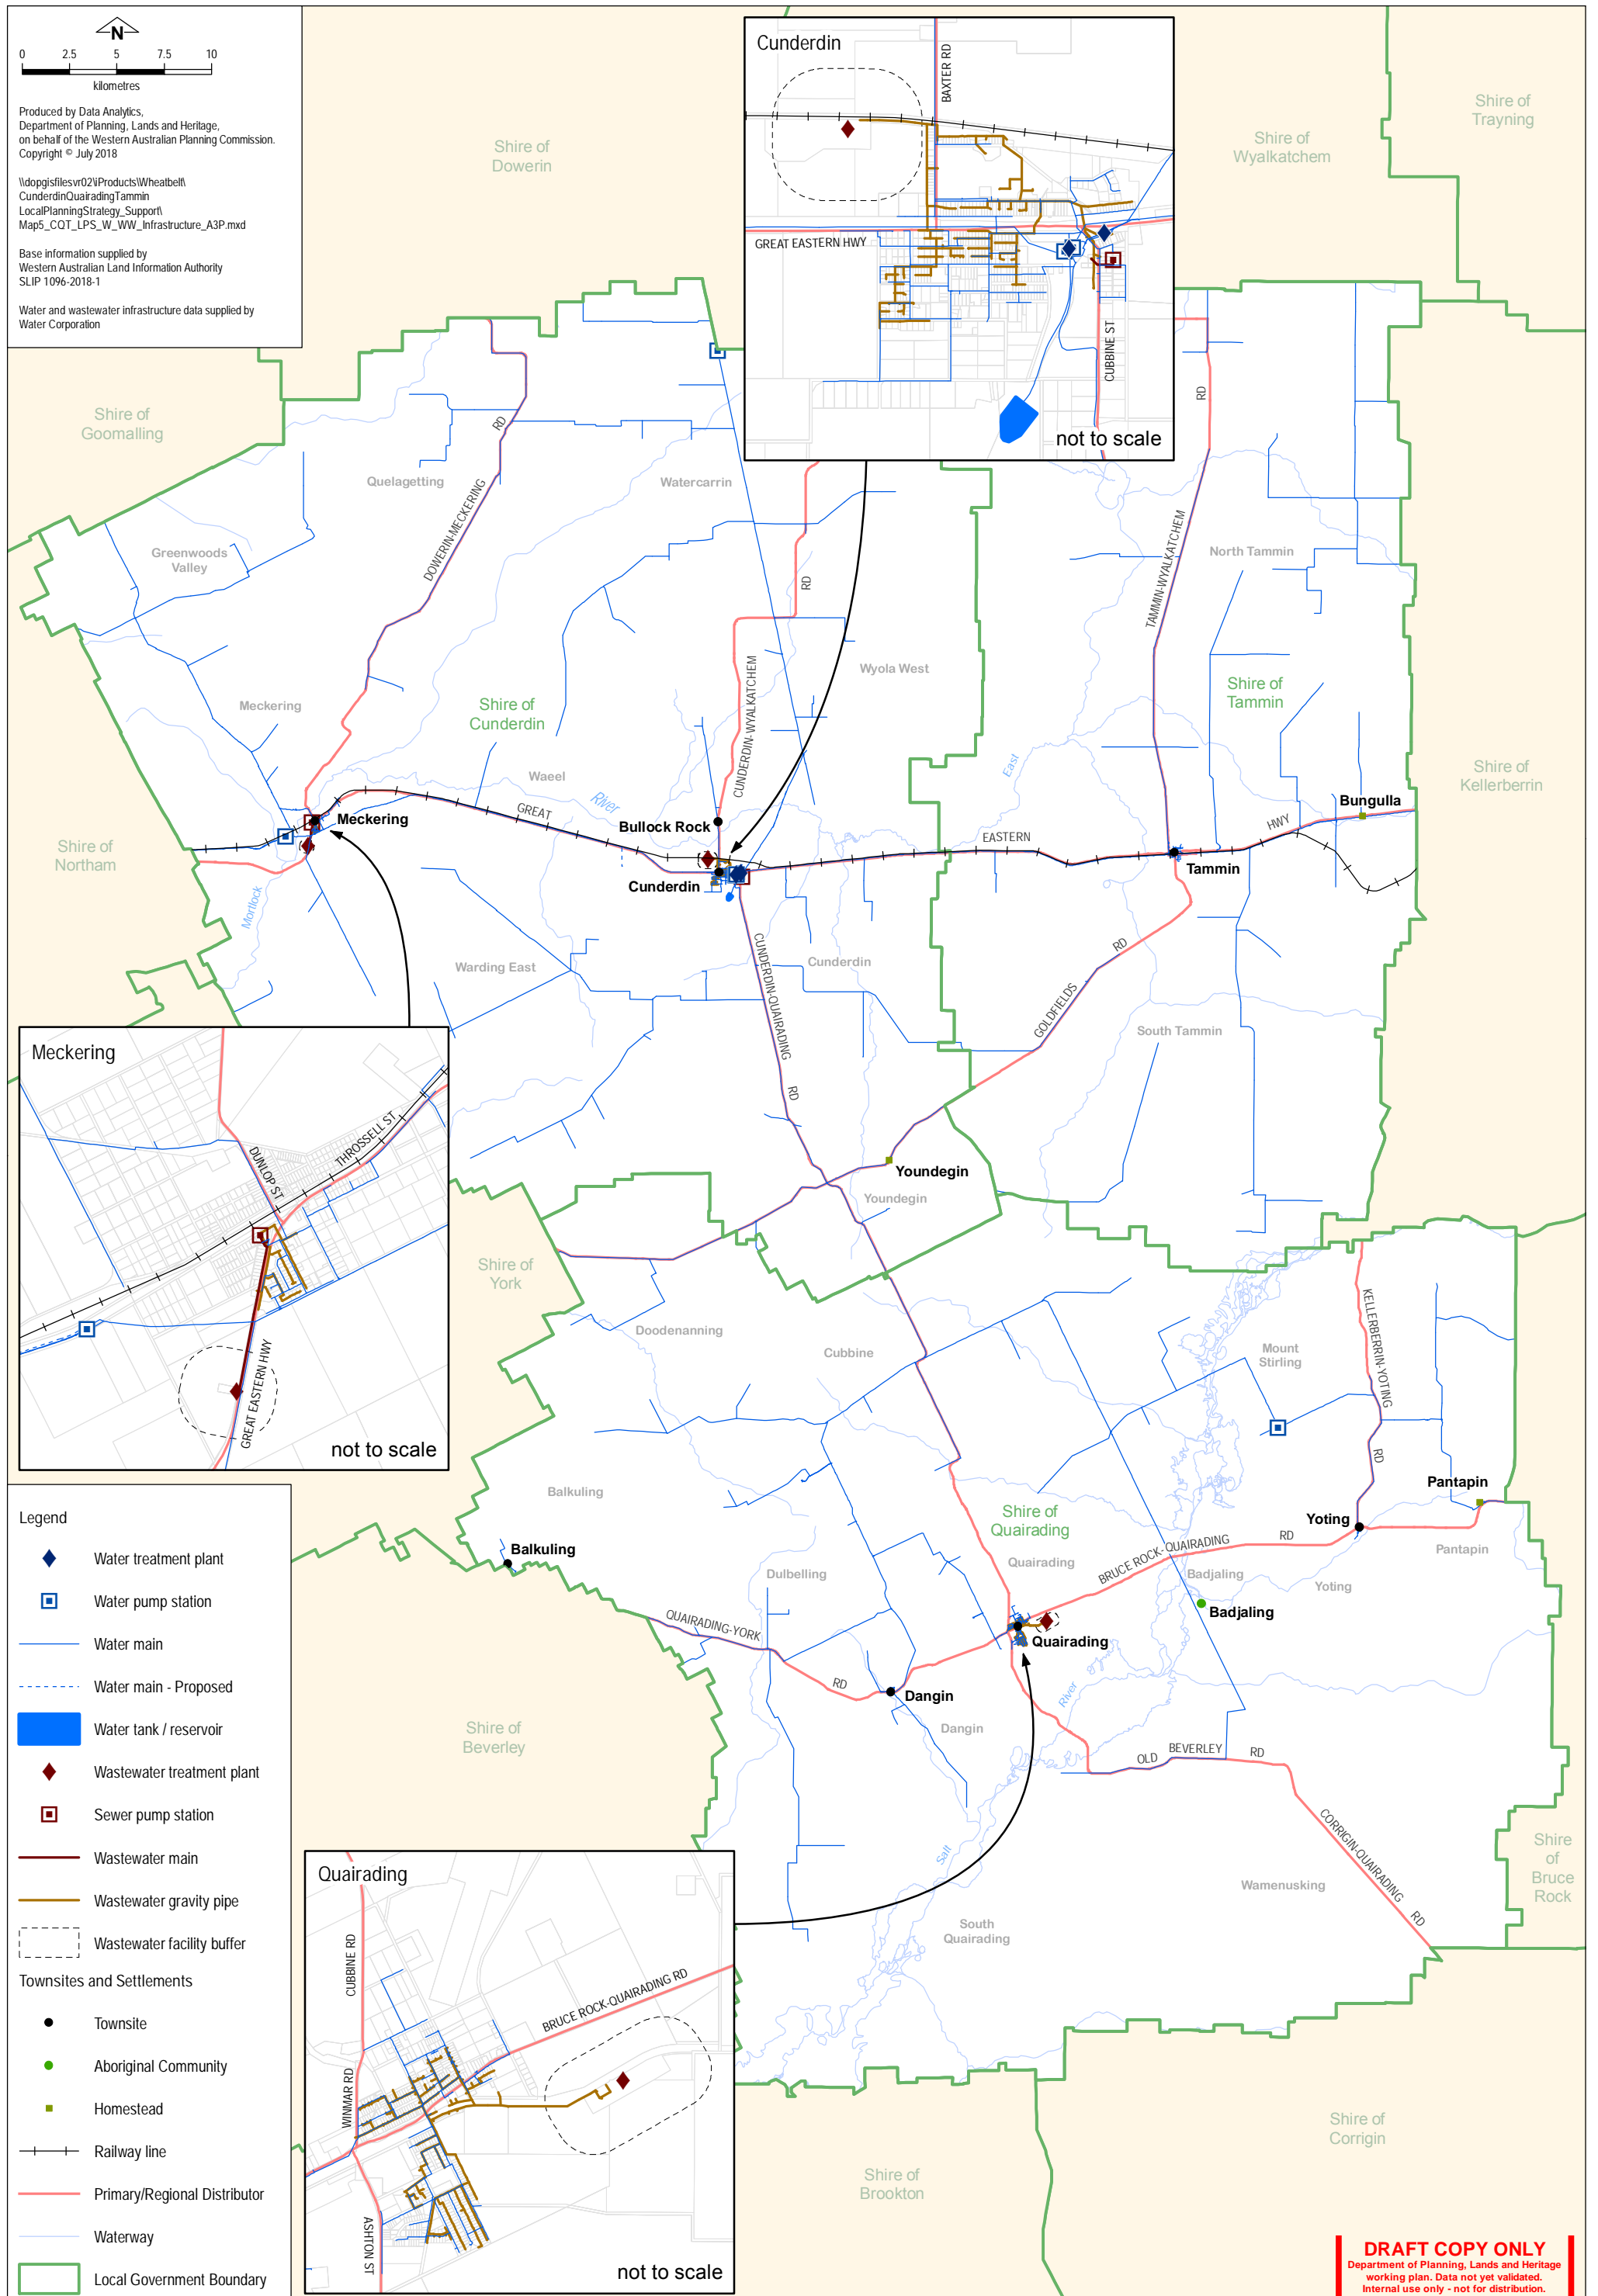 N
0 2.5 5 7.5 10
kilometres
Produced by Data Analytics,
Department of Planning, Lands and Heritage,
on behalf of the Western Australian Planning Commission.
Copyright © July 2018
\\dopgisfilesvr02\iProducts\Wheatbelt\
CunderdinQuairadingTammin
LocalPlanningStrategy_Support\
Map5_CQT_LPS_W_WW_Infrastructure_A3P.mxd
Base information supplied by
Western Australian Land Information Authority
SLIP 1096-2018-1
Water and wastewater infrastructure data supplied by
Water Corporation
Cunderdin
BAXTER RD
GREAT EASTERN HWY
CUBBINE ST
not to scale
Shire of
Dowerin
Shire of
Wyalkatchem
Shire of
Trayning
Shire of
Goomalling
Quelagetting
Watercarrin
RD
DOWERIN-MECKERING
Greenwoods
Valley
RD
CUNDERDIN-WYALKATCHEM
RD
TAMMIN-WYALKATCHEM
North Tammin
Wyola West
Meckering
Shire of
Cunderdin
Shire of
Tammin
Waeel
River
East
Shire of
Kellerberrin
Bungulla
Meckering
GREAT
Bullock Rock
EASTERN
HWY
Shire of
Northam
Cunderdin
Tammin
Mortlock
Warding East
Cunderdin
CUNDERDIN-QUAIRADING
RD
GOLDFIELDS
RD
South Tammin
Meckering
DUNLOP ST
THROSSELL ST
GREAT EASTERN HWY
not to scale
Youndegin
Youndegin
Shire of
York
Doodenanning
Cubbine
Mount
Stirling
KELLERBERRIN-YOTING
RD
Balkuling
Shire of
Quairading
Pantapin
Yoting
Balkuling
Quairading
BRUCE ROCK-QUAIRADING
RD
Pantapin
Dulbelling
Badjaling
Yoting
Badjaling
QUAIRADING-YORK
RD
Quairading
Dangin
River
Shire of
Beverley
Dangin
OLD
BEVERLEY
RD
CORRIGIN-QUAIRADING
RD
Salt
Wamenusking
Shire
of
Bruce
Rock
South
Quairading
Legend
Water treatment plant
Water pump station
Water main
Water main - Proposed
Water tank / reservoir
Wastewater treatment plant
Sewer pump station
Wastewater main
Wastewater gravity pipe
Wastewater facility buffer
Townsites and Settlements
Townsite
Aboriginal Community
Homestead
Railway line
Primary/Regional Distributor
Waterway
Local Government Boundary
Quairading
CUBBINE RD
WINMAR RD
BRUCE ROCK-QUAIRADING RD
ASHTON ST
not to scale
Shire of
Brookton
Shire of
Corrigin
DRAFT COPY ONLY
Department of Planning, Lands and Heritage
working plan. Data not yet validated.
Internal use only - not for distribution.